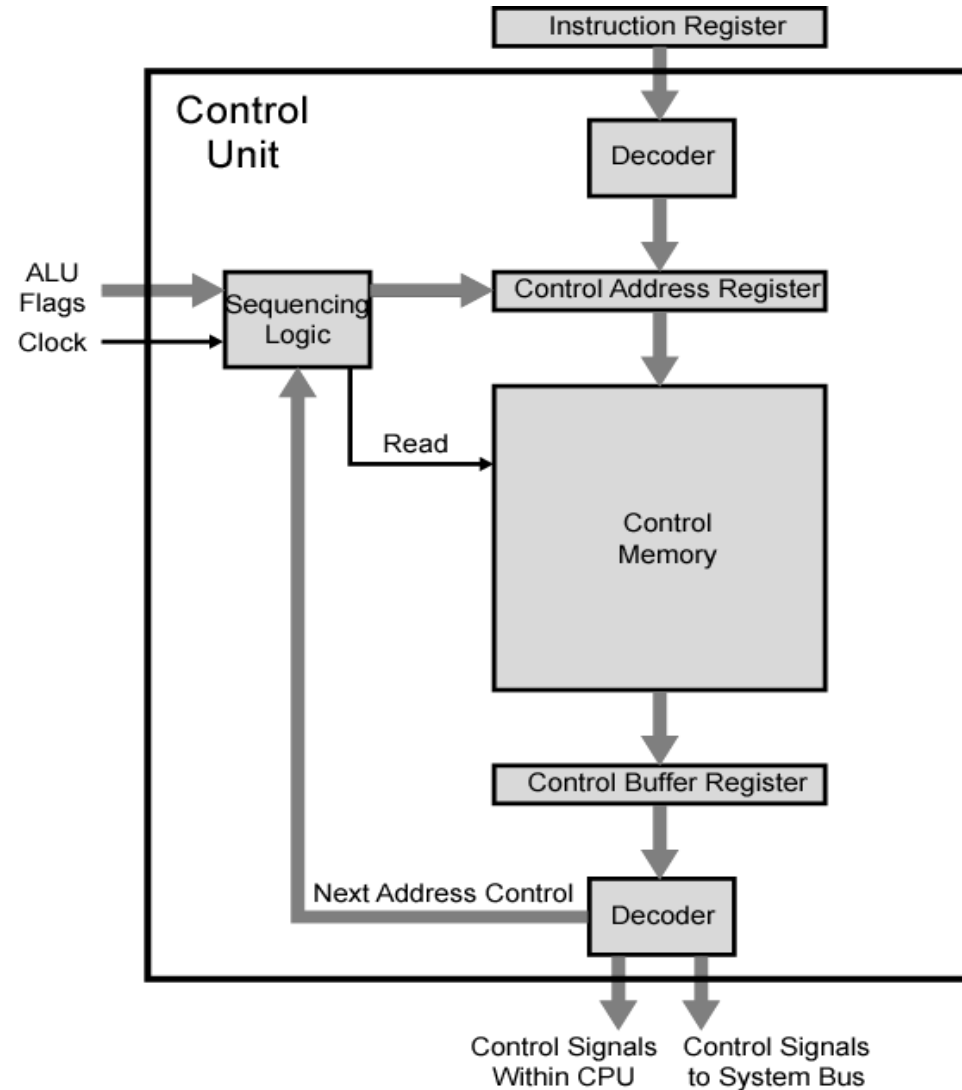 Instruction Register
Control
Unit
Decoder
ALU
Flags
Clock
Sequencing
Logic
Control Address Register
Read
Control
Memory
Control Buffer Register
Next Address Control
Decoder
Control Signals
Within CPU
Control Signals
to System Bus